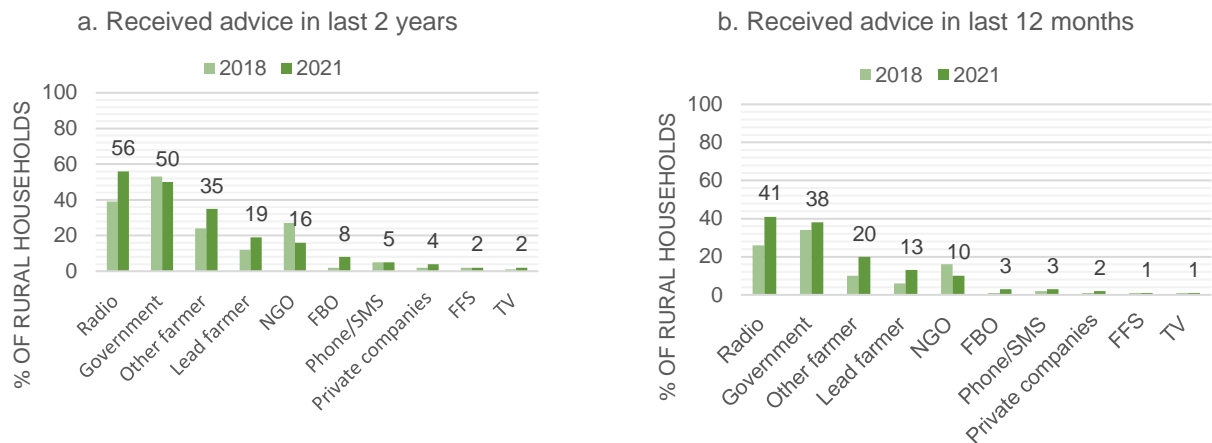 a. Received advice in last 2 years
2018 2021
% OF RURAL HOUSEHOLDS
100
80
60
40
20
0
56
50
35
19
16
8
5
4
2
2
Radio
Government
Other farmer
Lead farmer
NGO
FBO
Phone/SMS
Private companies
FFS
TV
b. Received advice in last 12 months
2018 2021
% OF RURAL HOUSEHOLDS
100
80
60
40
20
0
41
38
20
13
10
3
3
2
1
1
Radio
Government
Other farmer
Lead farmer
NGO
FBO
Phone/SMS
Private companies
FFS
TV